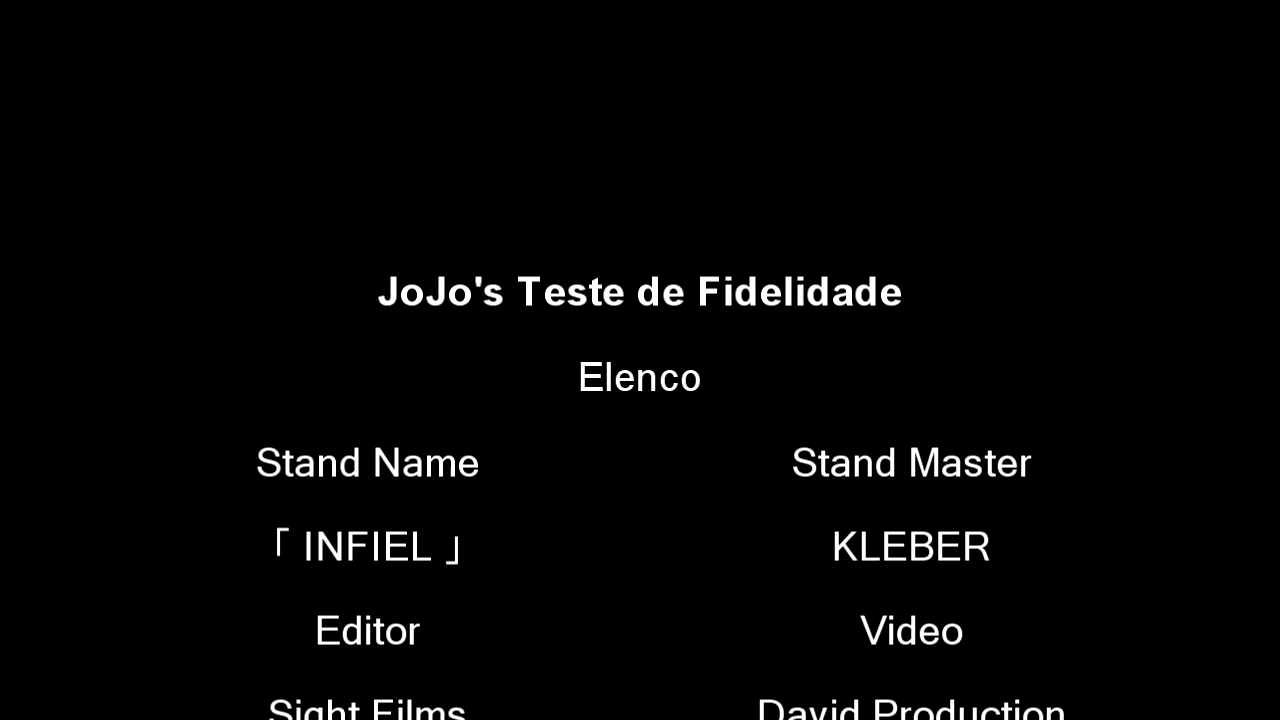 JoJo's Teste de Fidelidade
Elenco
Stand Name Stand Master
「 INFIEL 」 KLEBER
Editor Video
Sight Films David Production